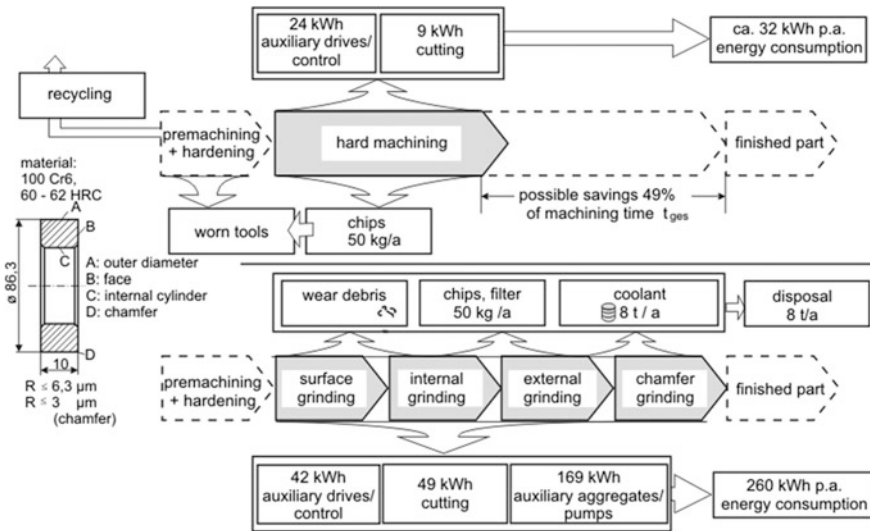 24 kWh
auxiliary drives/
control
9 kWh
cutting
ca. 32 kWh p.a.
energy consumption
recycling
premachining
+ hardening
hard machining
finished part
material:
100 Cr6,
60 - 62 HRC
possible savings 49%
of machining time t ges
worn tools
chips
50 kg/a
A
B
C
D
ø 86,3
10
A: outer diameter
B: face
C: internal cylinder
D: chamfer
R ≤ 6,3 µm
R ≤ 3 µm
(chamfer)
wear debris
chips, filter
50 kg /a
coolant
8 t / a
disposal
8 t/a
premachining
+ hardening
surface
grinding
internal
grinding
external
grinding
chamfer
grinding
finished part
42 kWh
auxiliary drives/
control
49 kWh
cutting
169 kWh
auxiliary aggregates/
pumps
260 kWh p.a.
energy consumption